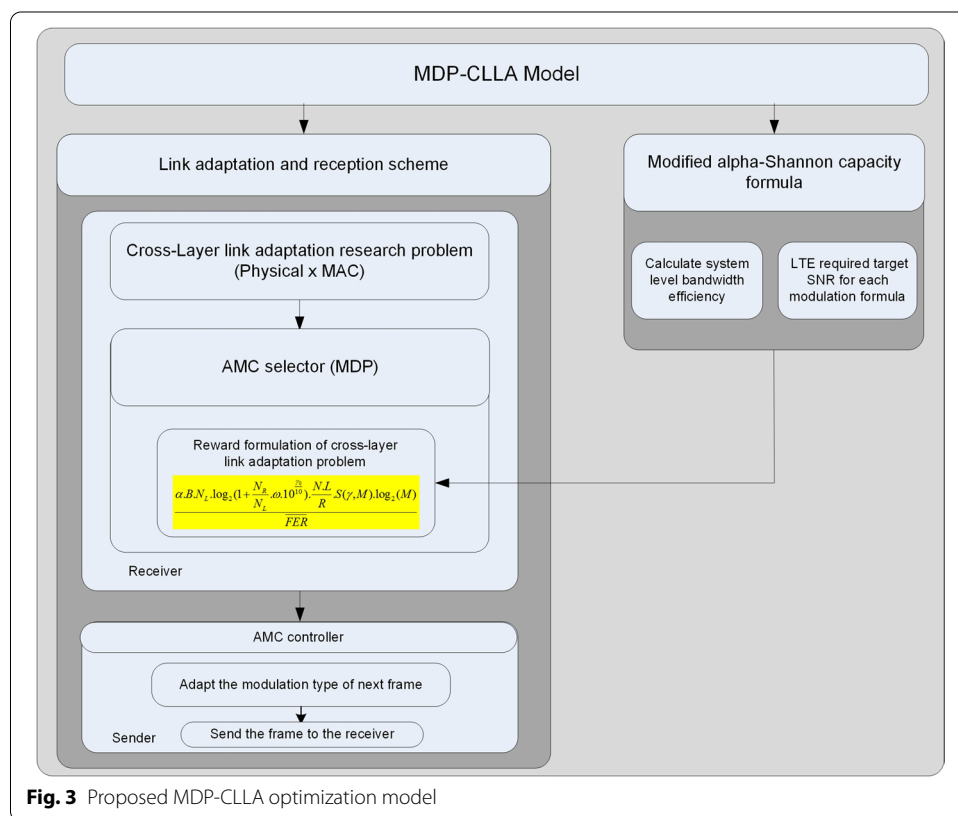 MDP-CLLA Model
Link adaptation and reception scheme
Modified alpha-Shannon capacity
formula
Cross-Layer link adaptation research problem
(Physical x MAC)
Calculate system
level bandwidth
efficiency
LTE required target
SNR for each
modulation formula
AMC selector (MDP)
Reward formulation of cross-layer
link adaptation problem
α.B.N_L.log₂(1+ N_R/N_L .ω.10^(γ₀/10)). N.L/R .S(γ,M).log₂(M)
FER
Receiver
AMC controller
Adapt the modulation type of next frame
Send the frame to the receiver
Sender
Fig. 3 Proposed MDP-CLLA optimization model